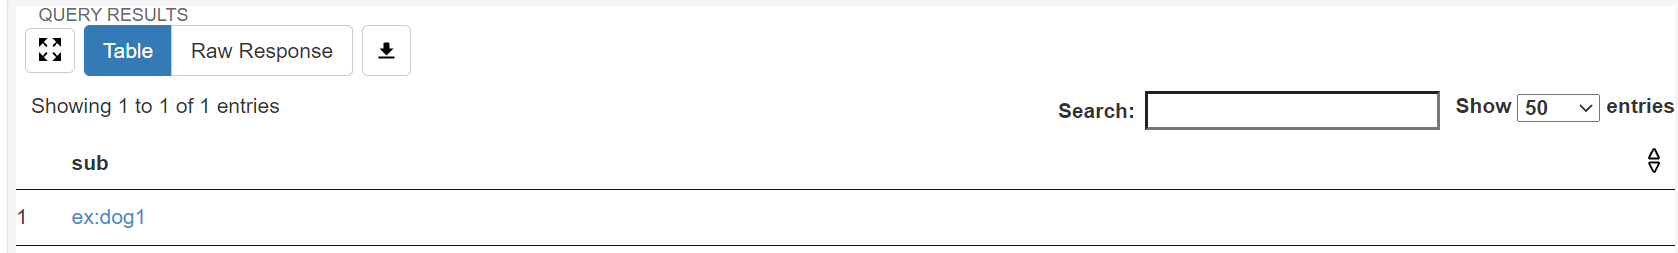 QUERY RESULTS
Table Raw Response
Showing 1 to 1 of 1 entries Search: Show 50 entries
sub
1 ex:dog1